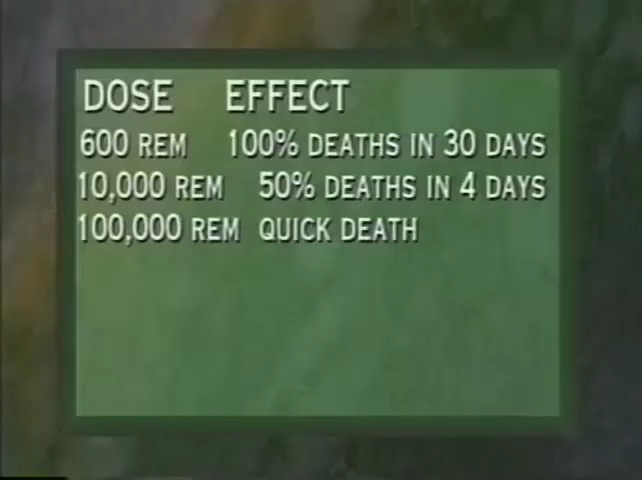 DOSE EFFECT
600 REM 100% DEATHS IN 30 DAYS
10,000 REM 50% DEATHS IN 4 DAYS
100,000 REM QUICK DEATH